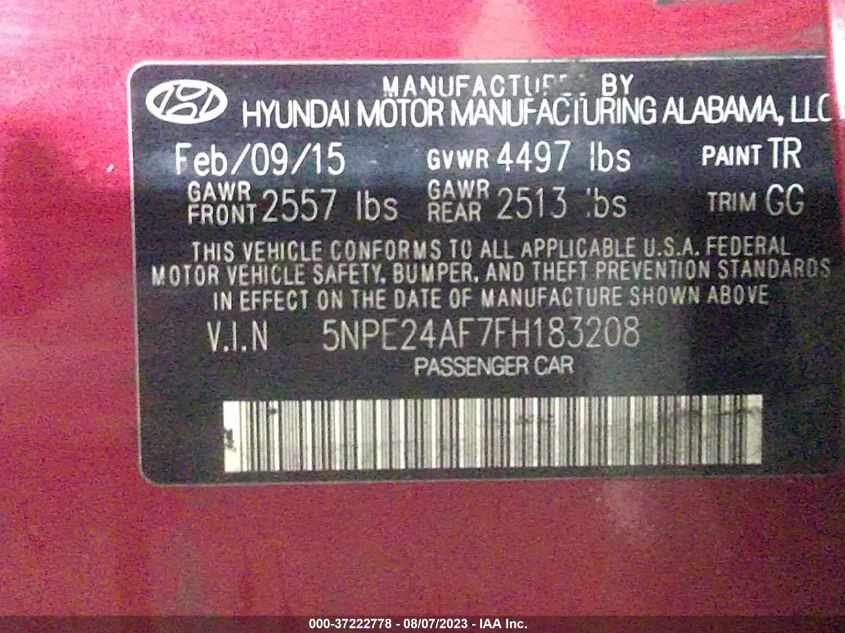 MANUFACTURED BY
HYUNDAI MOTOR MANUFACTURING ALABAMA, LLC
Feb/09/15 GVWR 4497 lbs PAINT TR
GAWR FRONT 2557 lbs GAWR REAR 2513 lbs TRIM GG
THIS VEHICLE CONFORMS TO ALL APPLICABLE U.S.A. FEDERAL
MOTOR VEHICLE SAFETY, BUMPER, AND THEFT PREVENTION STANDARDS
IN EFFECT ON THE DATE OF MANUFACTURE SHOWN ABOVE
V.I.N 5NPE24AF7FH183208
PASSENGER CAR
000-37222778 - 08/07/2023 - IAA Inc.